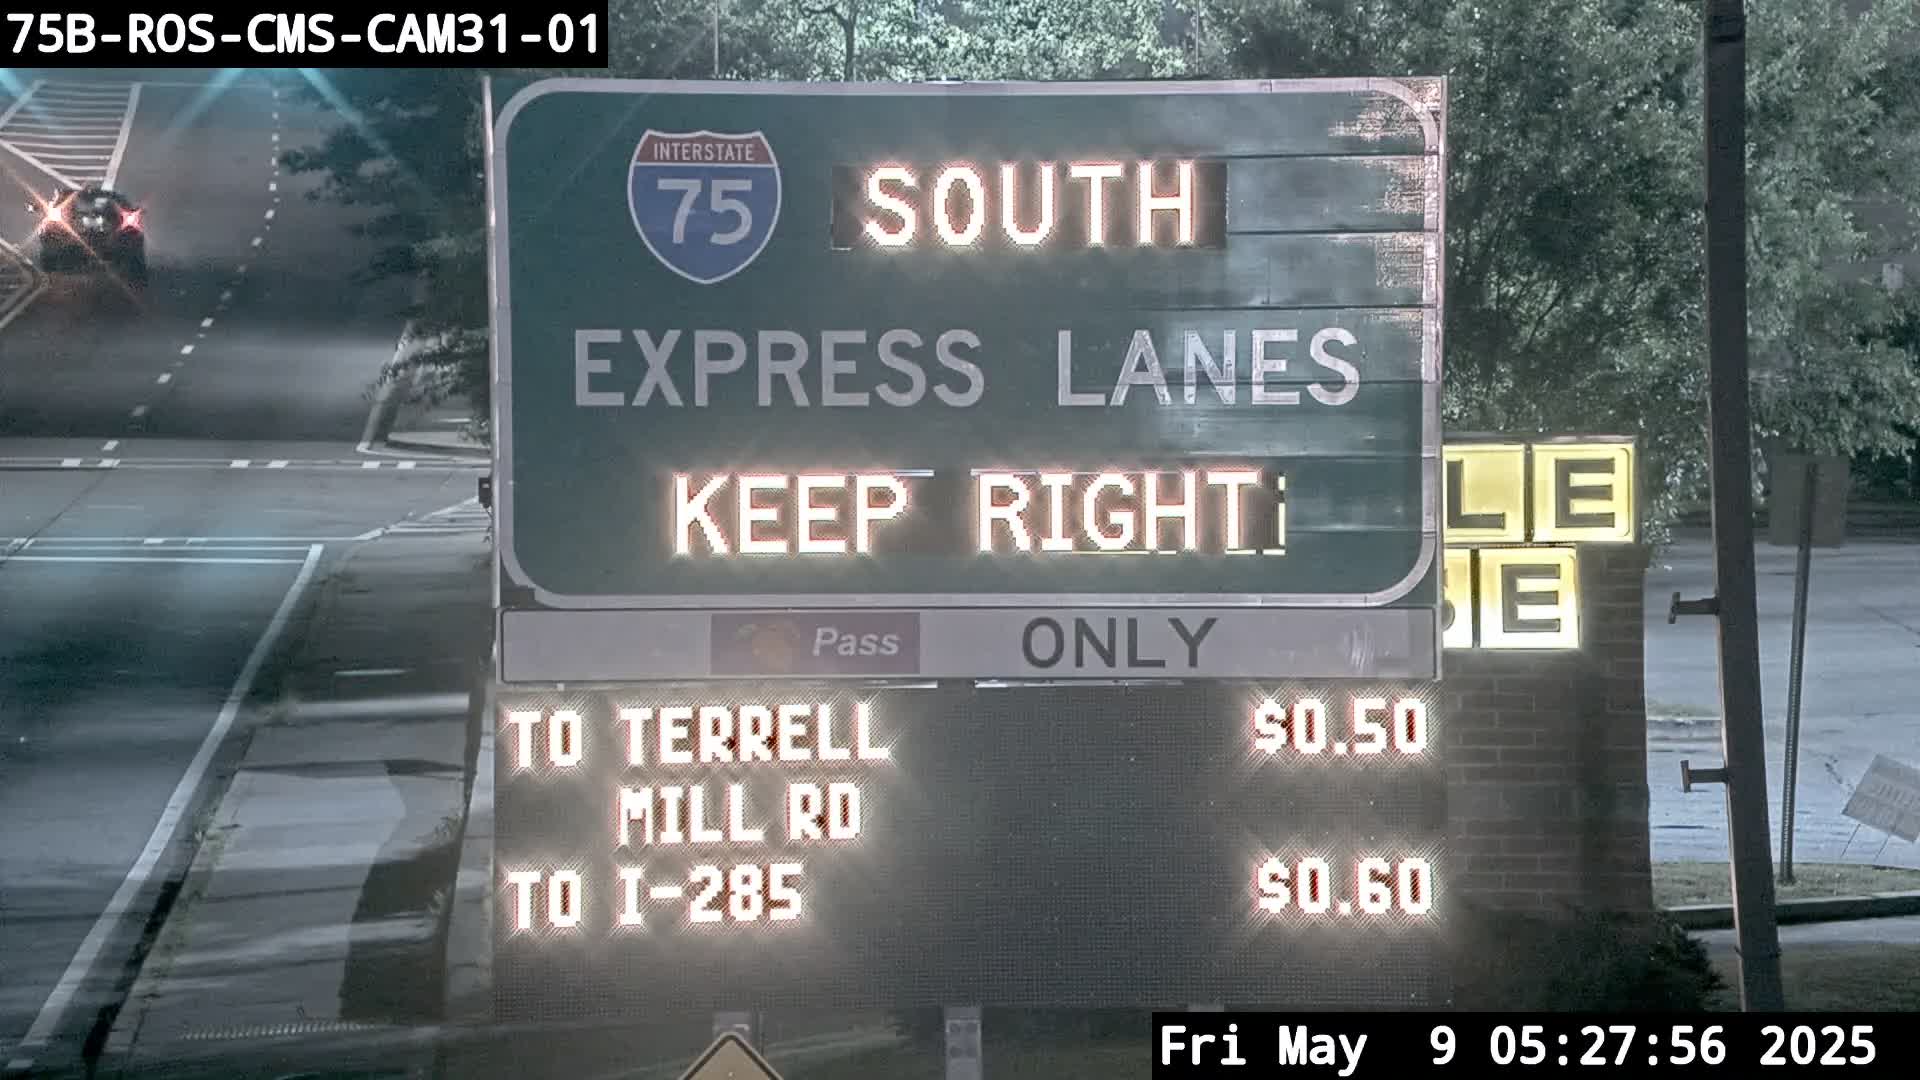 75B-ROS-CMS-CAM31-01
INTERSTATE
75
SOUTH
EXPRESS LANES
KEEP RIGHT
Pass ONLY
TO TERRELL $0.50
MILL RD
TO I-285 $0.60
LE
E
Fri May 9 05:27:56 2025